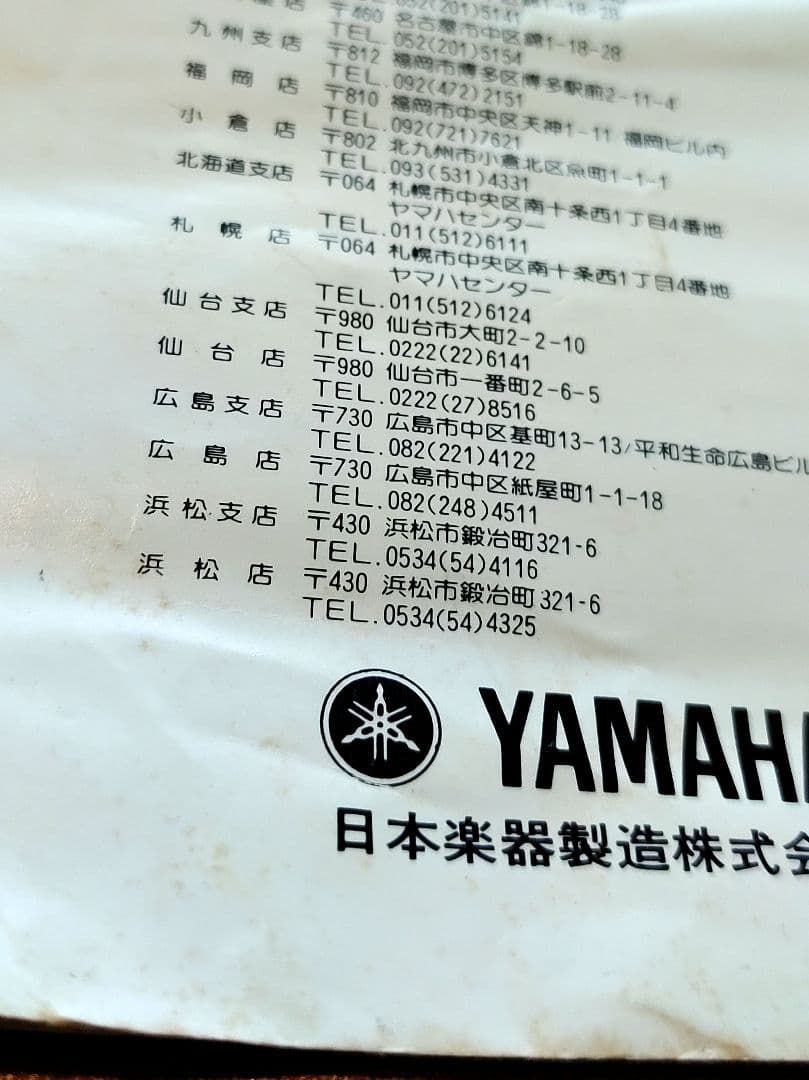 屋店
TEL.052(201)5141
〒460 名古屋市中区錦1-18-28
九州支店
TEL.052(201)5154
〒812 福岡市博多区博多駅前2-11-4
福岡店
TEL.092(472)2151
〒810 福岡市中央区天神1-11 福岡ビル内
小倉店
TEL.092(721)7621
〒802 北九州市小倉北区魚町1-1-1
北海道支店
TEL.093(531)4331
〒064 札幌市中央区南十条西1丁目4番地
ヤマハセンター
札幌店
TEL.011(512)6111
〒064 札幌市中央区南十条西1丁目4番地
ヤマハセンター
仙台支店
TEL.011(512)6124
〒980 仙台市大町2-2-10
仙台店
TEL.0222(22)6141
〒980 仙台市一番町2-6-5
広島支店
TEL.0222(27)8516
〒730 広島市中区基町13-13/平和生命広島ビル
広島店
TEL.082(221)4122
〒730 広島市中区紙屋町1-1-18
浜松支店
TEL.082(248)4511
〒430 浜松市鍛冶町321-6
浜松店
TEL.0534(54)4116
〒430 浜松市鍛冶町321-6
TEL.0534(54)4325
YAMAHA
日本楽器製造株式会